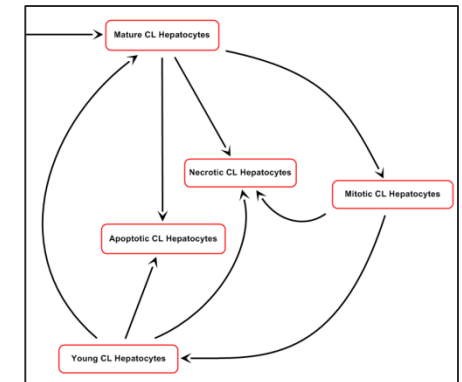 Mature CL Hepatocytes
Necrotic CL Hepatocytes
Mitotic CL Hepatocytes
Apoptotic CL Hepatocytes
Young CL Hepatocytes